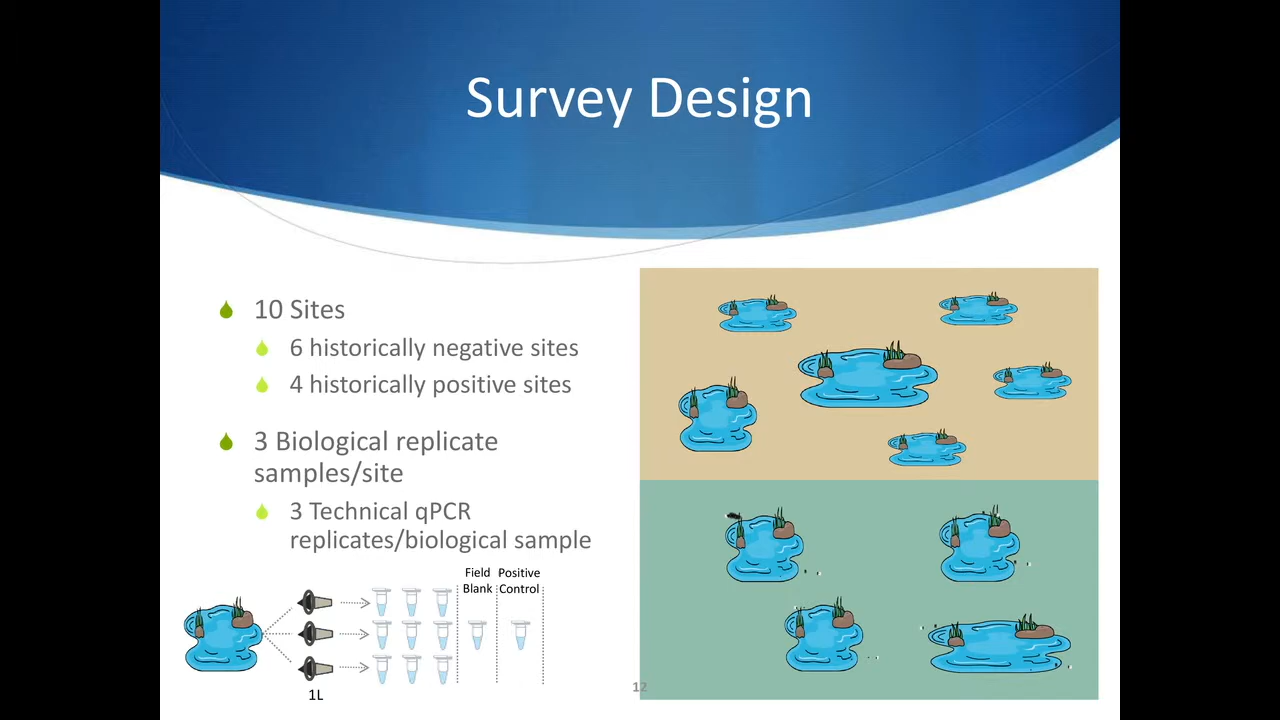 Survey Design
10 Sites
6 historically negative sites
4 historically positive sites
3 Biological replicate
samples/site
3 Technical qPCR
replicates/biological sample
Field Positive
Blank Control
1L
12